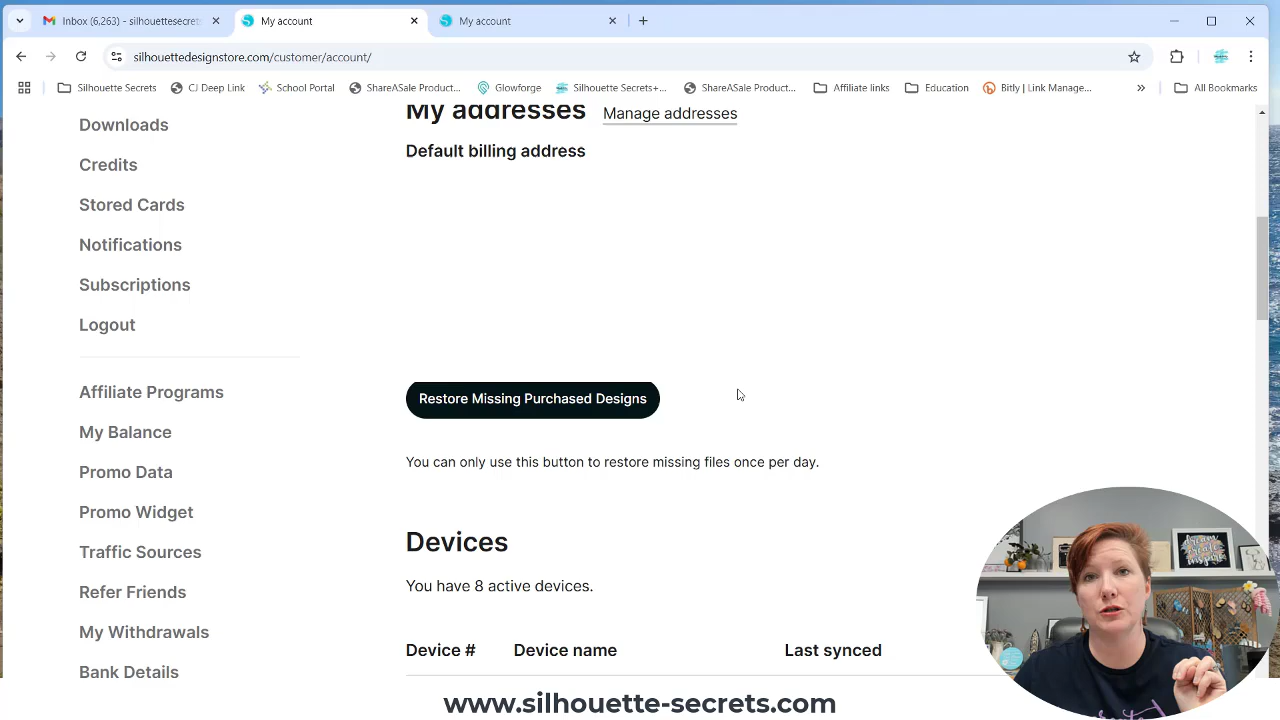 Inbox (6,263) - silhouettesecrets
My account
My account
silhouettedesignstore.com/customer/account/
Silhouette Secrets
CJ Deep Link
School Portal
ShareASale Produc...
Glowforge
Silhouette Secrets+...
ShareASale Product...
Affiliate links
Education
Bitly | Link Manage...
»
All Bookmarks
Downloads
Credits
Stored Cards
Notifications
Subscriptions
Logout
Affiliate Programs
My Balance
Promo Data
Promo Widget
Traffic Sources
Refer Friends
My Withdrawals
Bank Details
My addresses
Manage addresses
Default billing address
Restore Missing Purchased Designs
You can only use this button to restore missing files once per day.
Devices
You have 8 active devices.
Device # Device name Last synced
www.silhouette-secrets.com